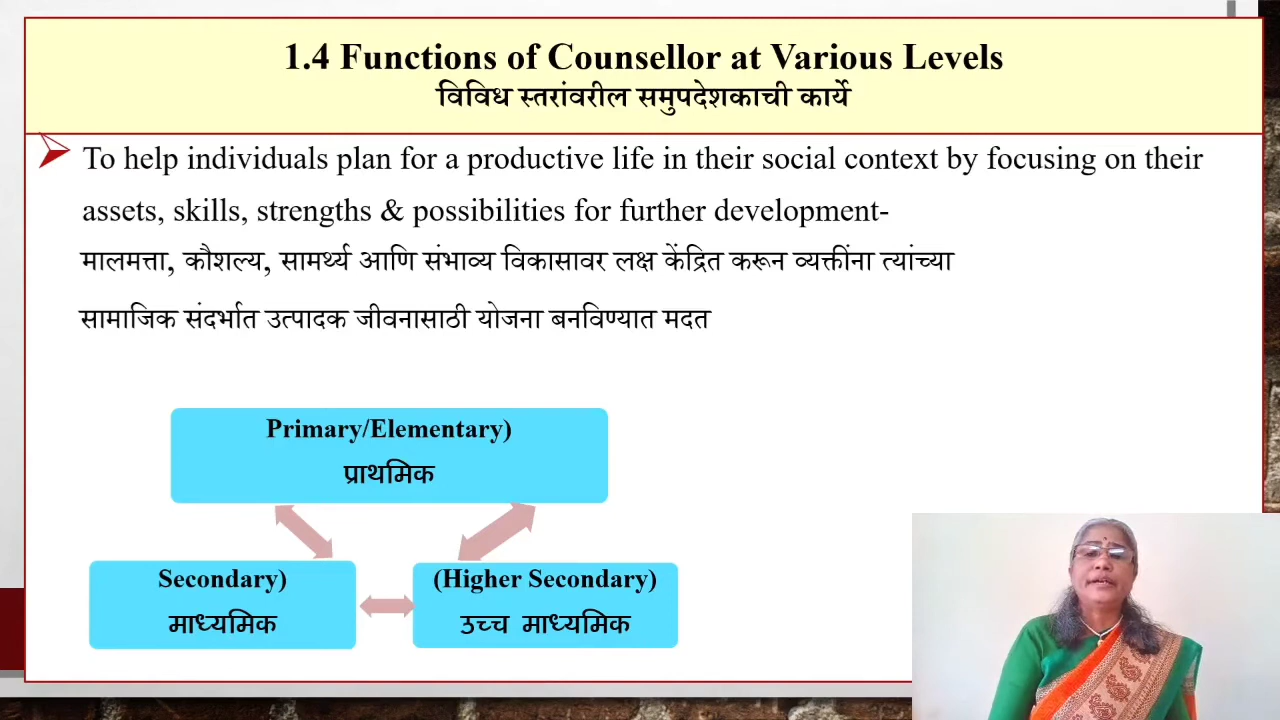 1.4 Functions of Counsellor at Various Levels
विविध स्तरांवरील समुपदेशकाची कार्ये
To help individuals plan for a productive life in their social context by focusing on their
assets, skills, strengths & possibilities for further development-
मालमत्ता, कौशल्य, सामर्थ्य आणि संभाव्य विकासावर लक्ष केंद्रित करून व्यक्तींना त्यांच्या
सामाजिक संदर्भात उत्पादक जीवनासाठी योजना बनविण्यात मदत
Primary/Elementary)
प्राथमिक
Secondary)
माध्यमिक
(Higher Secondary)
उच्च माध्यमिक